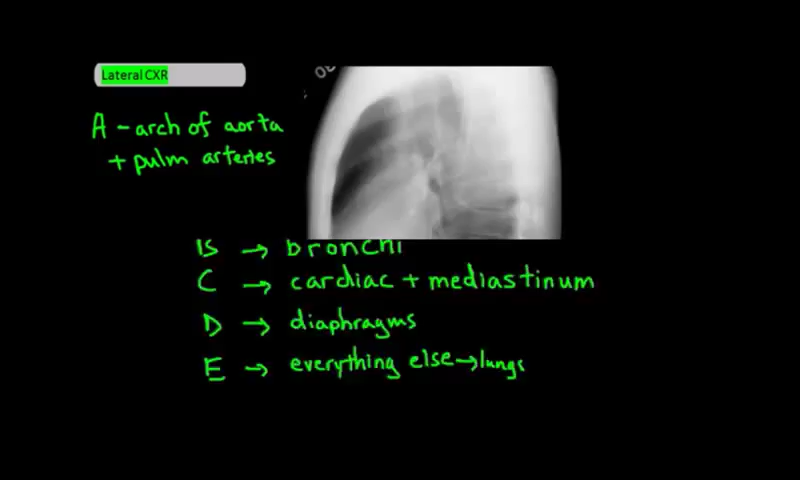 Lateral CXR
A - arch of aorta
+ pulm arteries
B → bronchi
C → cardiac + mediastinum
D → diaphragms
E → everything else → lungs